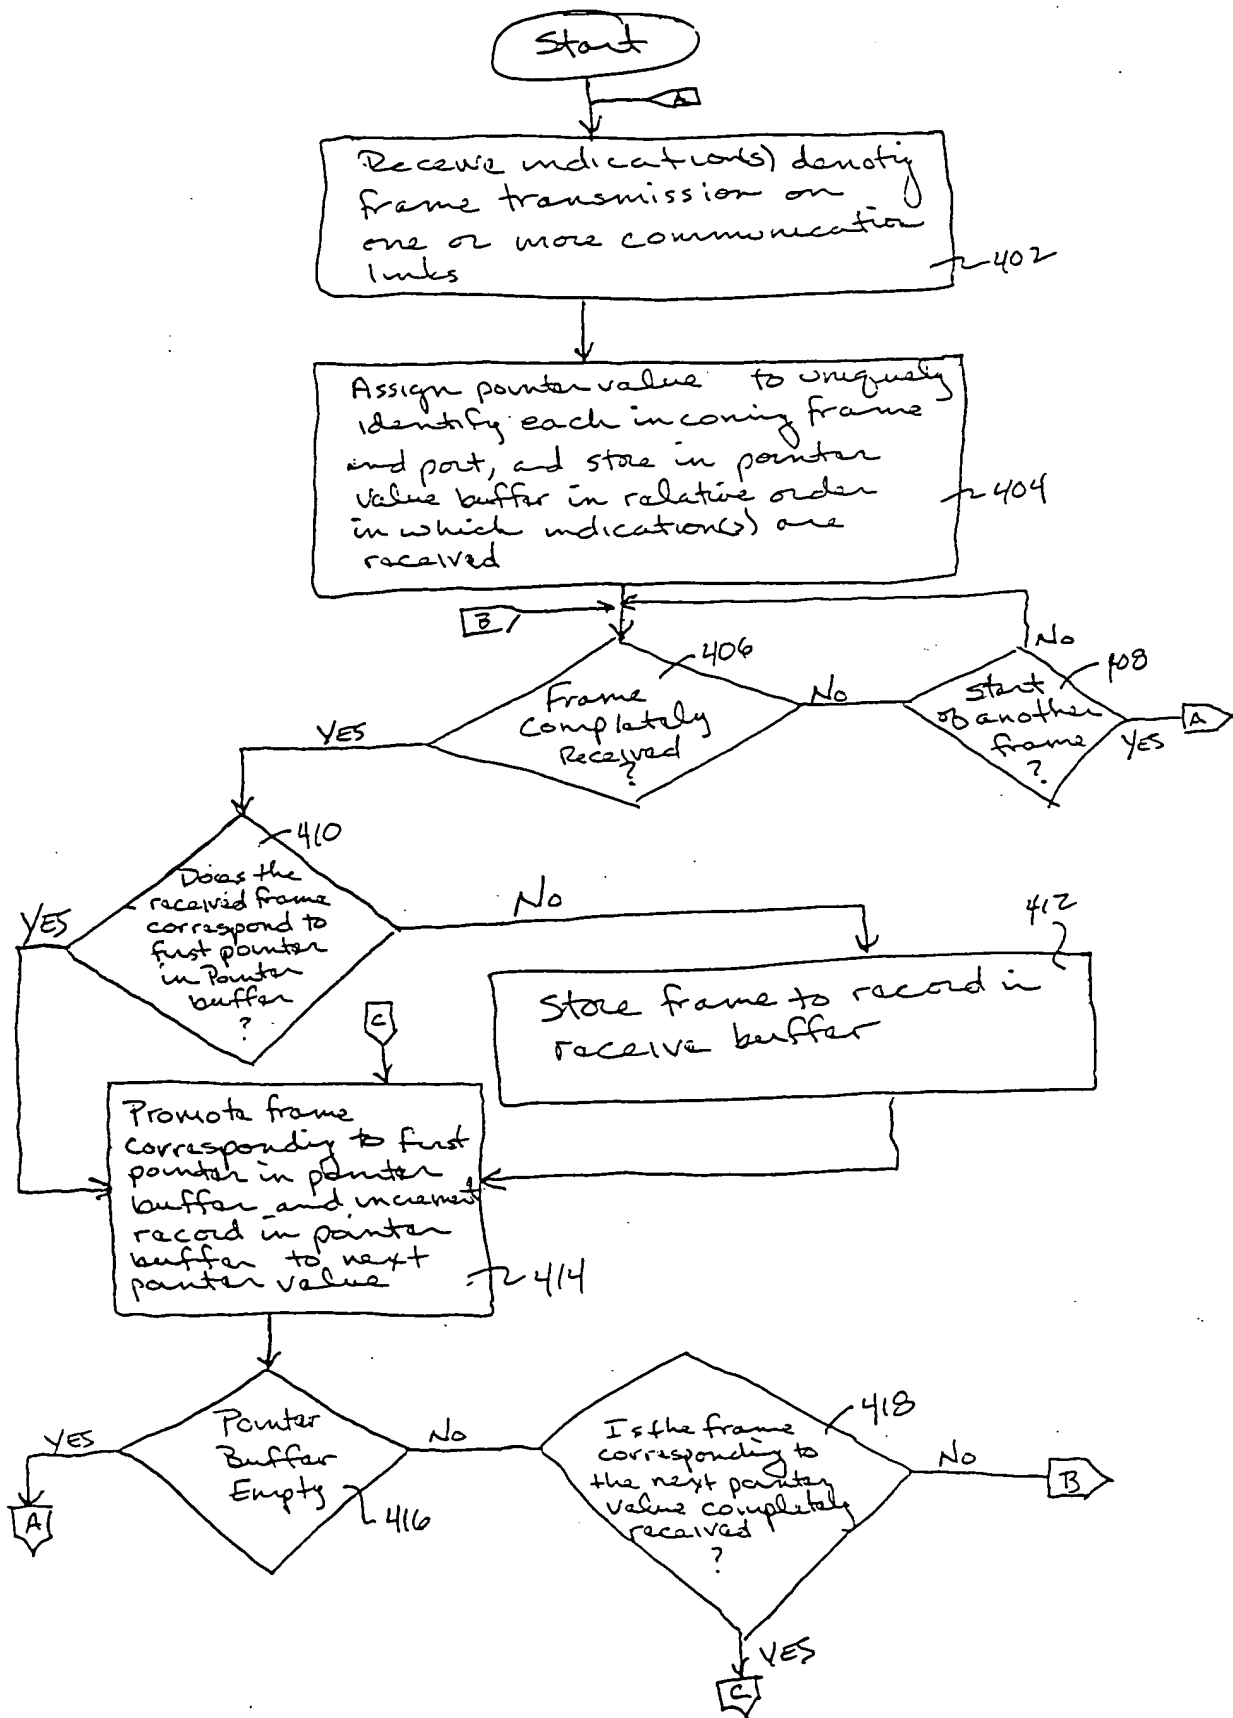 Start
A
Receive indication(s) denotig
frame transmission on
one or more communication
links
402
Assign pointer value to uniquely
identify each incoming frame
and port, and store in pointer
value buffer in relative order
in which indication(s) are
received
404
B
406
Frame
Completely
Received
?
YES
No
No
408
Start
of another
frame
?
YES
A
410
Does the
received frame
correspond to
first pointer
in Pointer
buffer
?
YES
No
412
Store frame to record in
receive buffer
C
Promote frame
corresponding to first
pointer in pointer
buffer and increment
record in pointer
buffer to next
pointer value
414
Pointer
Buffer
Empty
416
YES
A
No
418
Is the frame
corresponding to
the next pointer
value completely
received
?
No
B
YES
C